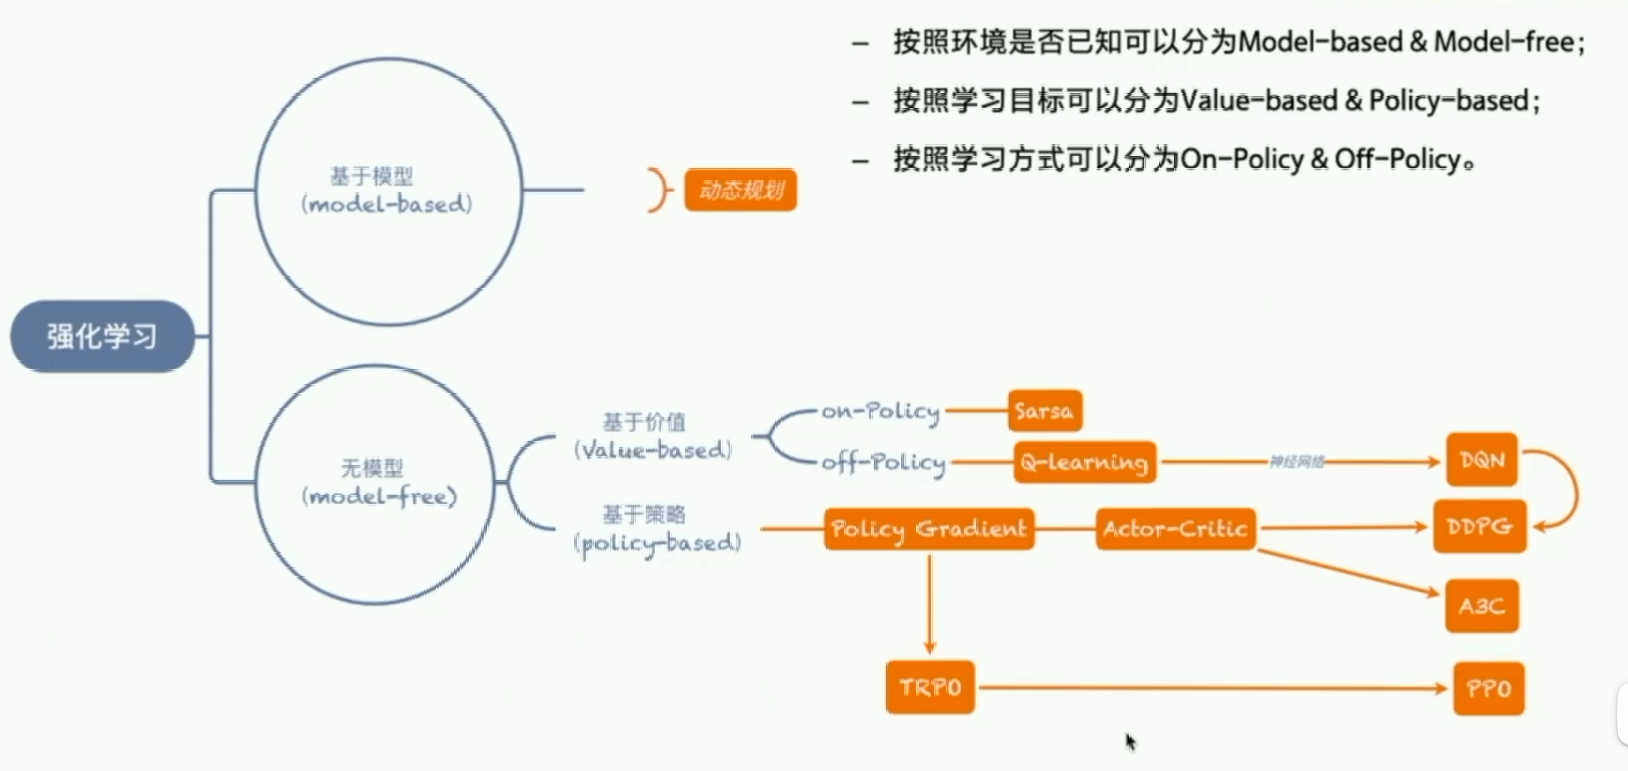 – 按照环境是否已知可以分为Model-based & Model-free；
– 按照学习目标可以分为Value-based & Policy-based；
– 按照学习方式可以分为On-Policy & Off-Policy。
基于模型
(model-based)
动态规划
强化学习
无模型
(model-free)
基于价值
(Value-based)
on-Policy
Sarsa
off-Policy
Q-learning
神经网络
DQN
基于策略
(policy-based)
Policy Gradient
Actor-Critic
DDPG
A3C
TRPO
PPO